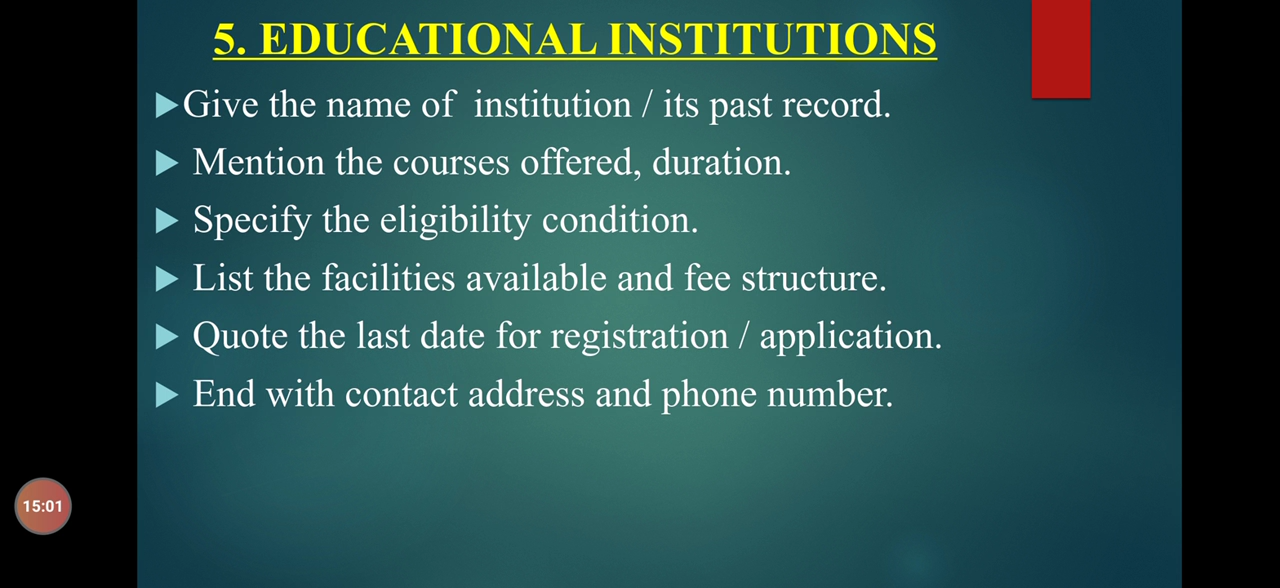 5. EDUCATIONAL INSTITUTIONS
Give the name of institution / its past record.
Mention the courses offered, duration.
Specify the eligibility condition.
List the facilities available and fee structure.
Quote the last date for registration / application.
End with contact address and phone number.
15:01